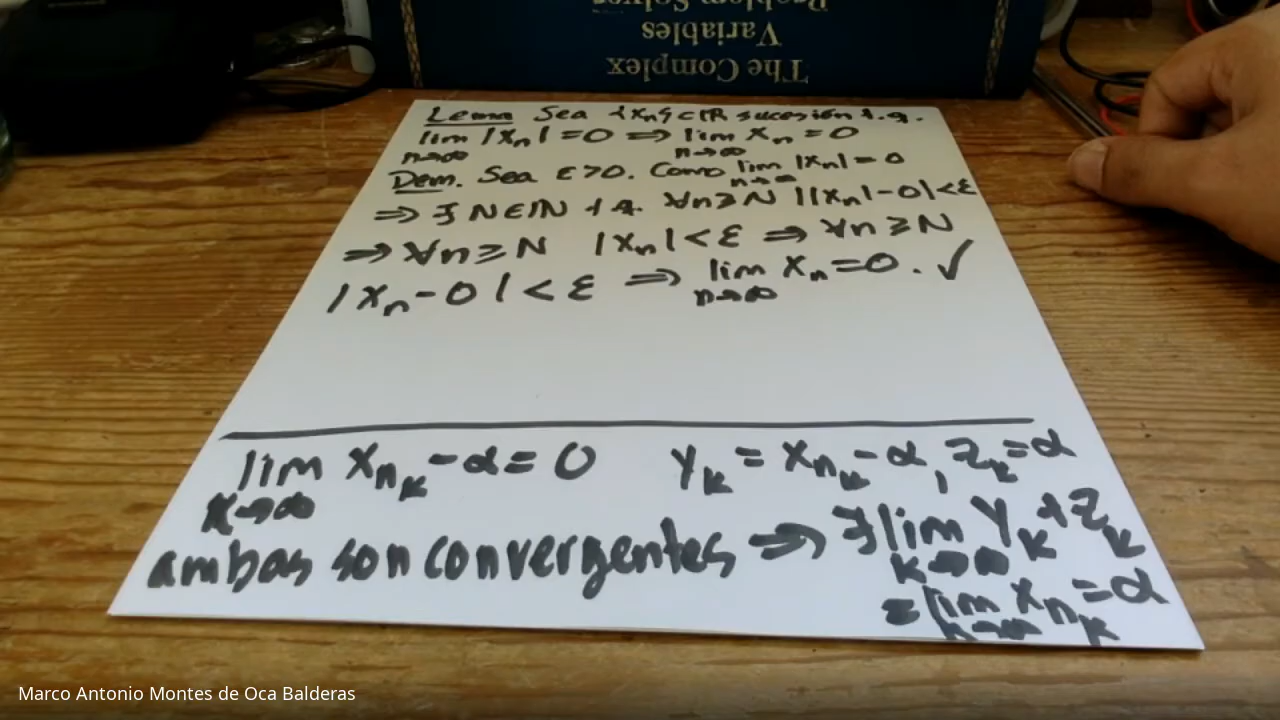 The Complex
Variables
Problem Solver
Lema Sea {xₙ} ⊂ ℝ sucesión t.q.
lim |xₙ| = 0 ⇒ lim xₙ = 0
n→∞ n→∞
Dem. Sea ε > 0. Como lim |xₙ| = 0
n→∞
⇒ ∃ N ∈ ℕ t.q. ∀n ≥ N ||xₙ| - 0| < ε
⇒ ∀n ≥ N |xₙ| < ε ⇒ ∀n ≥ N
|xₙ - 0| < ε ⇒ lim xₙ = 0. ✓
n→∞
lim xₙₖ - α = 0 yₖ = xₙₖ - α, zₖ = α
k→∞
ambas son convergentes ⇒ ∃ lim yₖ + zₖ
k→∞
= lim xₙₖ = α
k→∞
Marco Antonio Montes de Oca Balderas